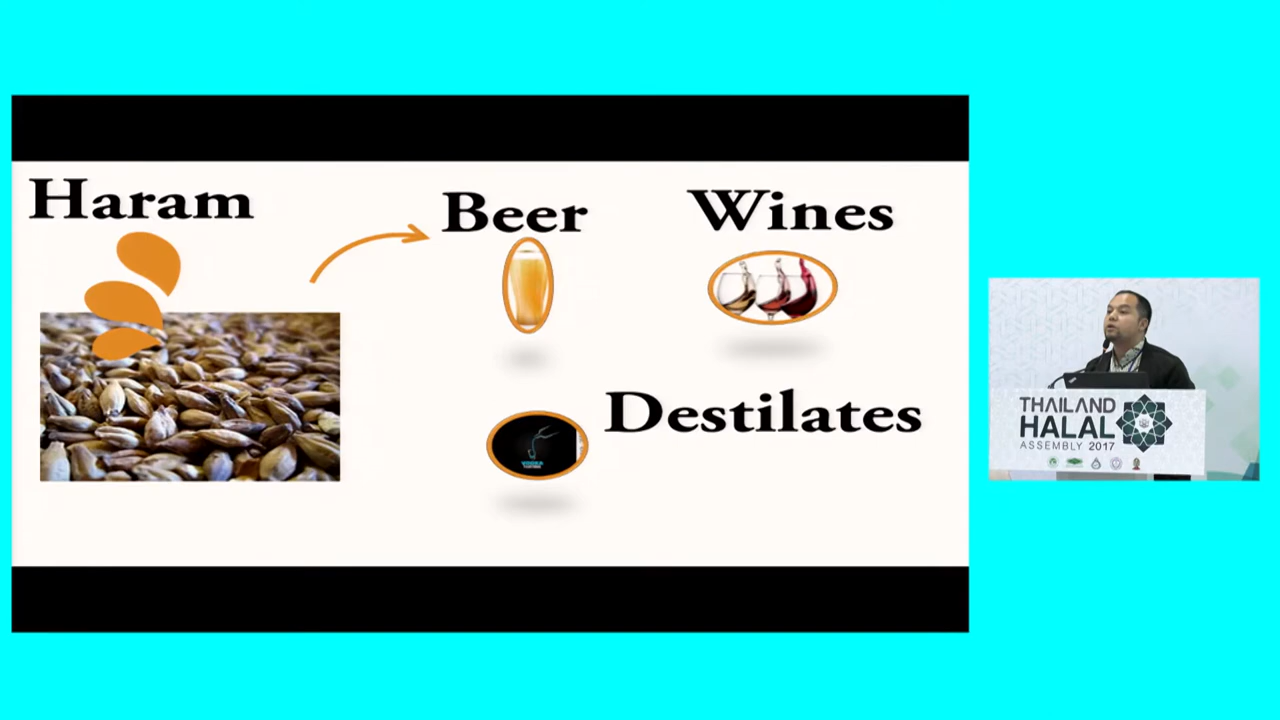 Haram
Beer
Wines
Destilates
THAILAND
HALAL
ASSEMBLY 2017